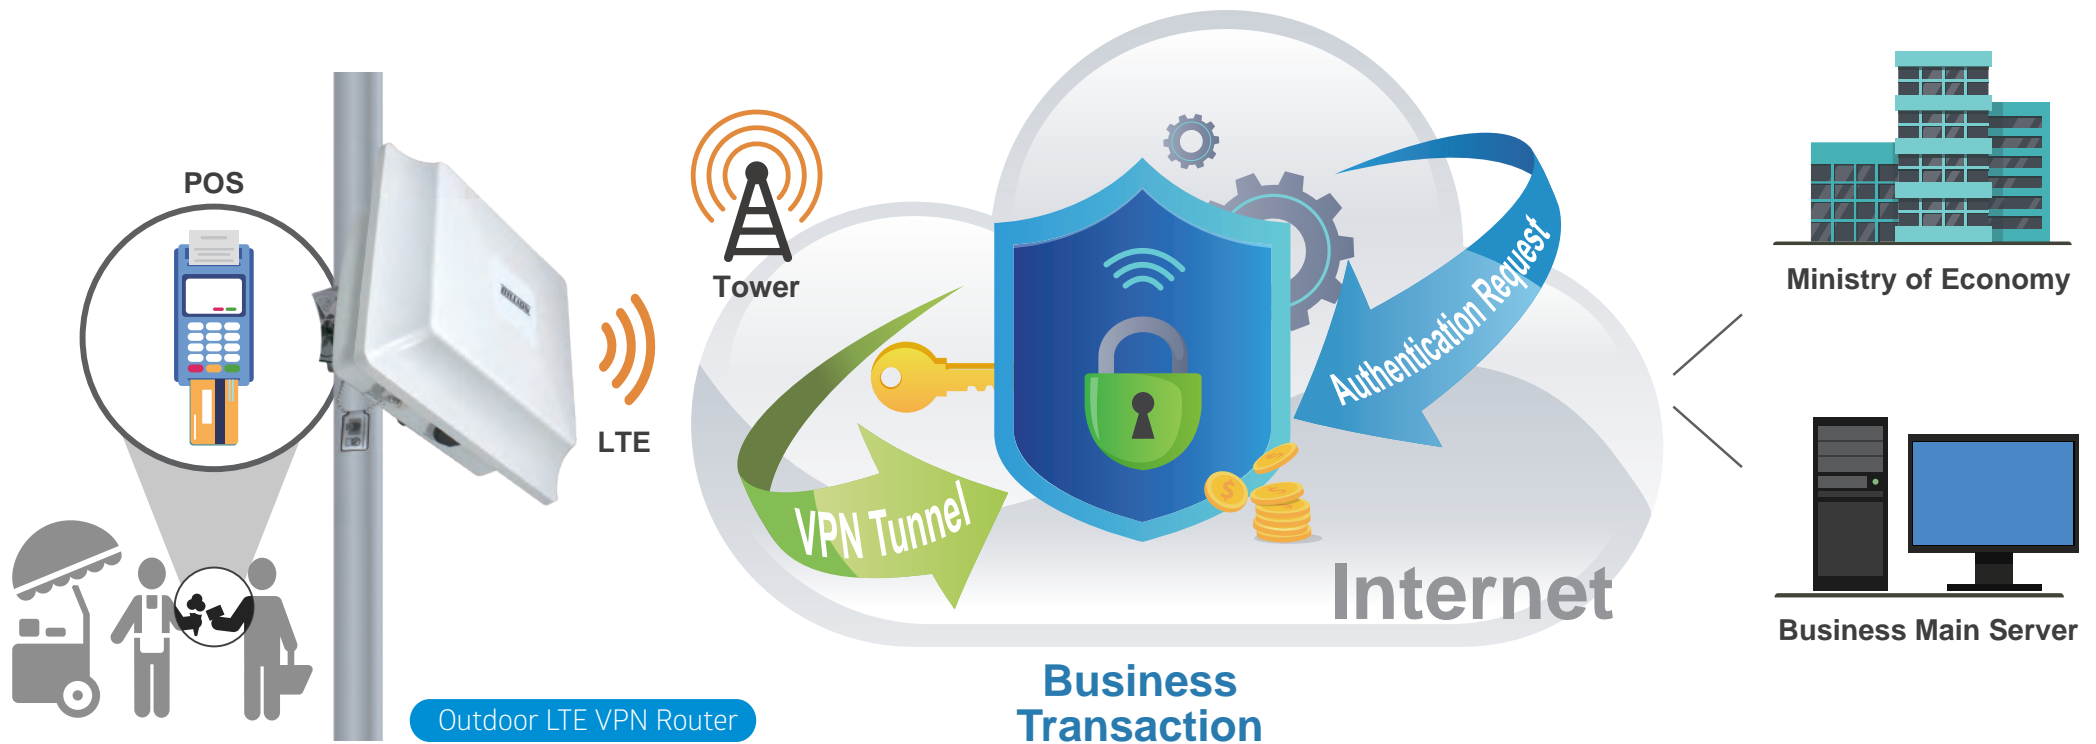 POS
BILLION
LTE
Outdoor LTE VPN Router
Tower
VPN Tunnel
Authentication Request
Internet
Business
Transaction
Ministry of Economy
Business Main Server